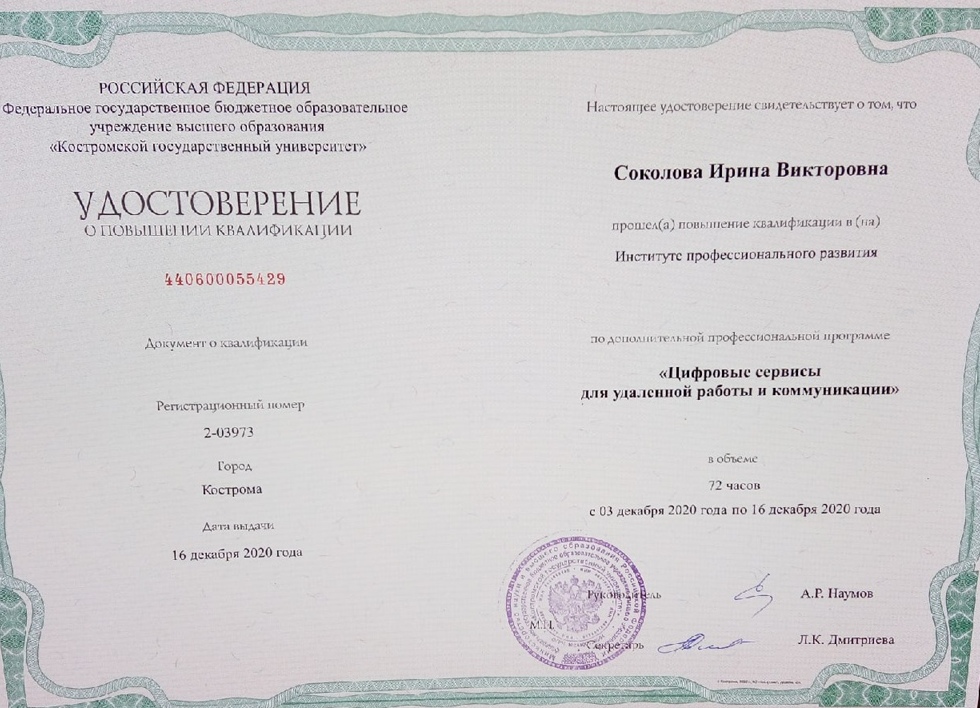 РОССИЙСКАЯ ФЕДЕРАЦИЯ
Федеральное государственное бюджетное образовательное
учреждение высшего образования
«Костромской государственный университет»
УДОСТОВЕРЕНИЕ
О ПОВЫШЕНИИ КВАЛИФИКАЦИИ
440600055429
Документ о квалификации
Регистрационный номер
2-03973
Город
Кострома
Дата выдачи
16 декабря 2020 года
Настоящее удостоверение свидетельствует о том, что
Соколова Ирина Викторовна
прошел(а) повышение квалификации в (на)
Институте профессионального развития
по дополнительной профессиональной программе
«Цифровые сервисы
для удаленной работы и коммуникации»
в объеме
72 часов
с 03 декабря 2020 года по 16 декабря 2020 года
Руководитель
А.Р. Наумов
М.П.
Секретарь
Л.К. Дмитриева